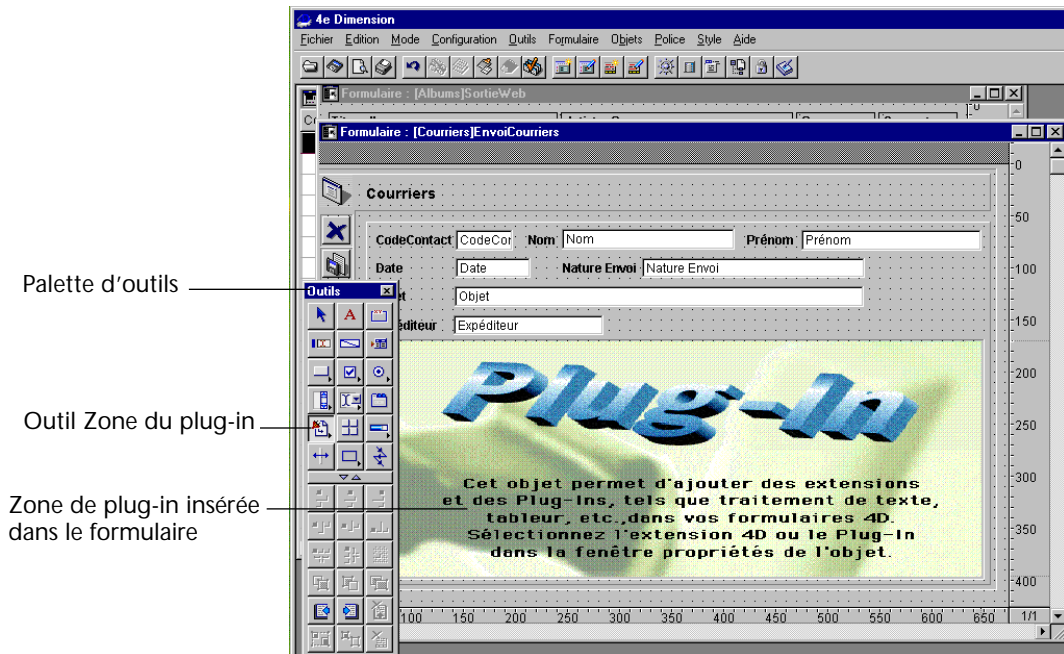 4e Dimension
Fichier Edition Mode Configuration Outils Formulaire Objets Police Style Aide
Formulaire : [Albums]SortieWeb
Formulaire : [Courriers]EnvoiCourriers
0
Courriers
50
CodeContact CodeCor Nom Nom Prénom Prénom
Date Date Nature Envoi Nature Envoi
100
Palette d'outils
Outils
et Objet
éditeur Expéditeur
150
Plug-In
200
Outil Zone du plug-in
250
Cet objet permet d'ajouter des extensions
300
et des Plug-Ins, tels que traitement de texte,
Zone de plug-in insérée
dans le formulaire
tableur, etc.,dans vos formulaires 4D.
350
Sélectionnez l'extension 4D ou le Plug-In
dans la fenêtre propriétés de l'objet.
400
100 150 200 250 300 350 400 450 500 550 600 650 1/1